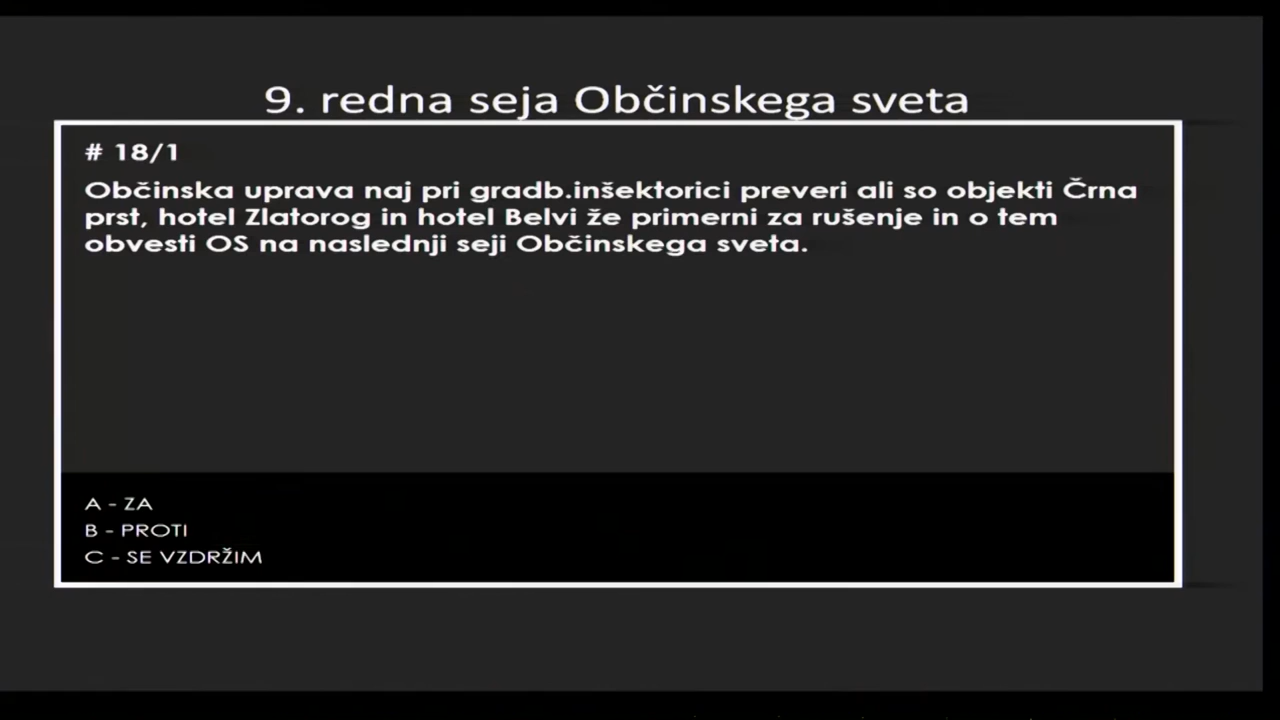 9. redna seja Občinskega sveta
# 18/1
Občinska uprava naj pri gradb.inšektorici preveri ali so objekti Črna
prst, hotel Zlatorog in hotel Belvi že primerni za rušenje in o tem
obvesti OS na naslednji seji Občinskega sveta.
A - ZA
B - PROTI
C - SE VZDRŽIM